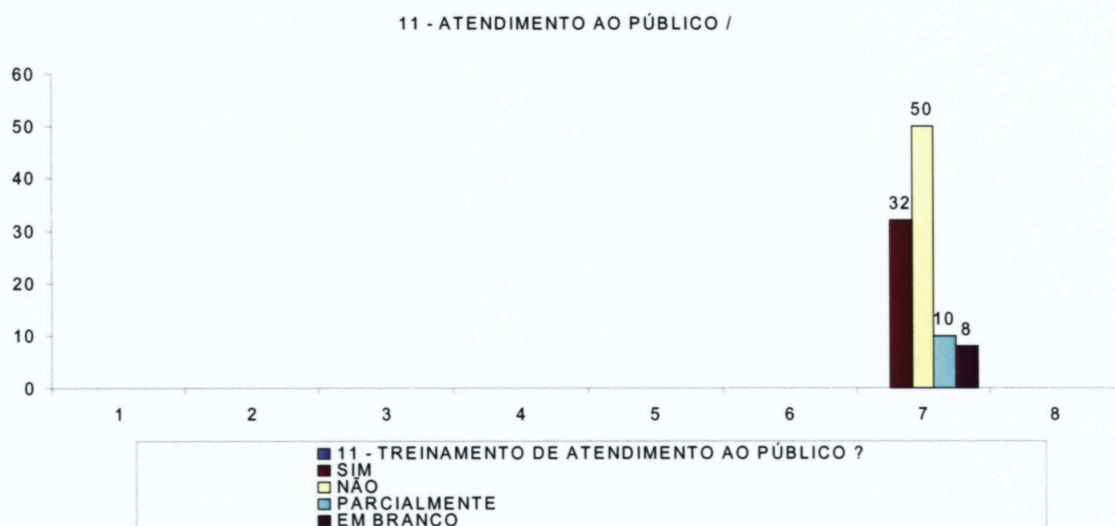 11 - ATENDIMENTO AO PÚBLICO /
60
50
40
30
20
10
0
32
50
10
8
1 2 3 4 5 6 7 8
11 - TREINAMENTO DE ATENDIMENTO AO PÚBLICO ?
SIM
NÃO
PARCIALMENTE
EM BRANCO